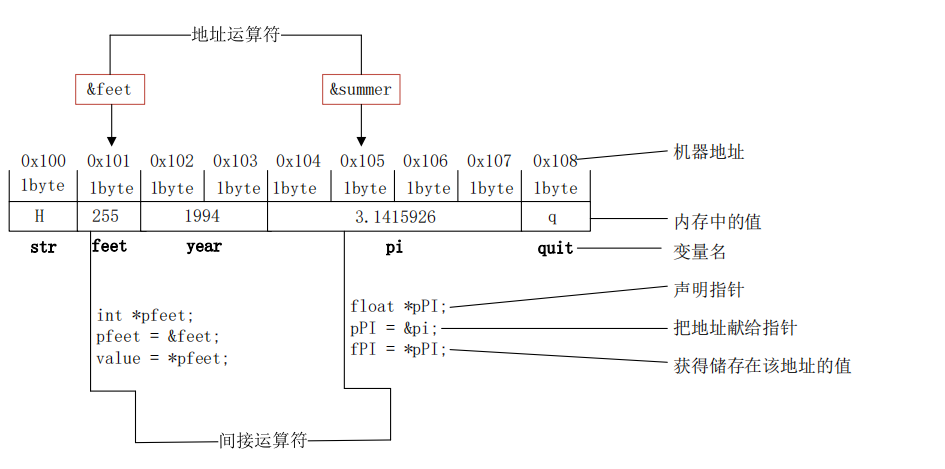 地址运算符
&feet
&summer
0x100 0x101 0x102 0x103 0x104 0x105 0x106 0x107 0x108
机器地址
1byte 1byte 1byte 1byte 1byte 1byte 1byte 1byte 1byte
H 255 1994 3.1415926 q
内存中的值
str feet year pi quit
变量名
int *pfeet;
pfeet = &feet;
value = *pfeet;
float *pPI;
声明指针
pPI = &pi;
把地址献给指针
fPI = *pPI;
获得储存在该地址的值
间接运算符